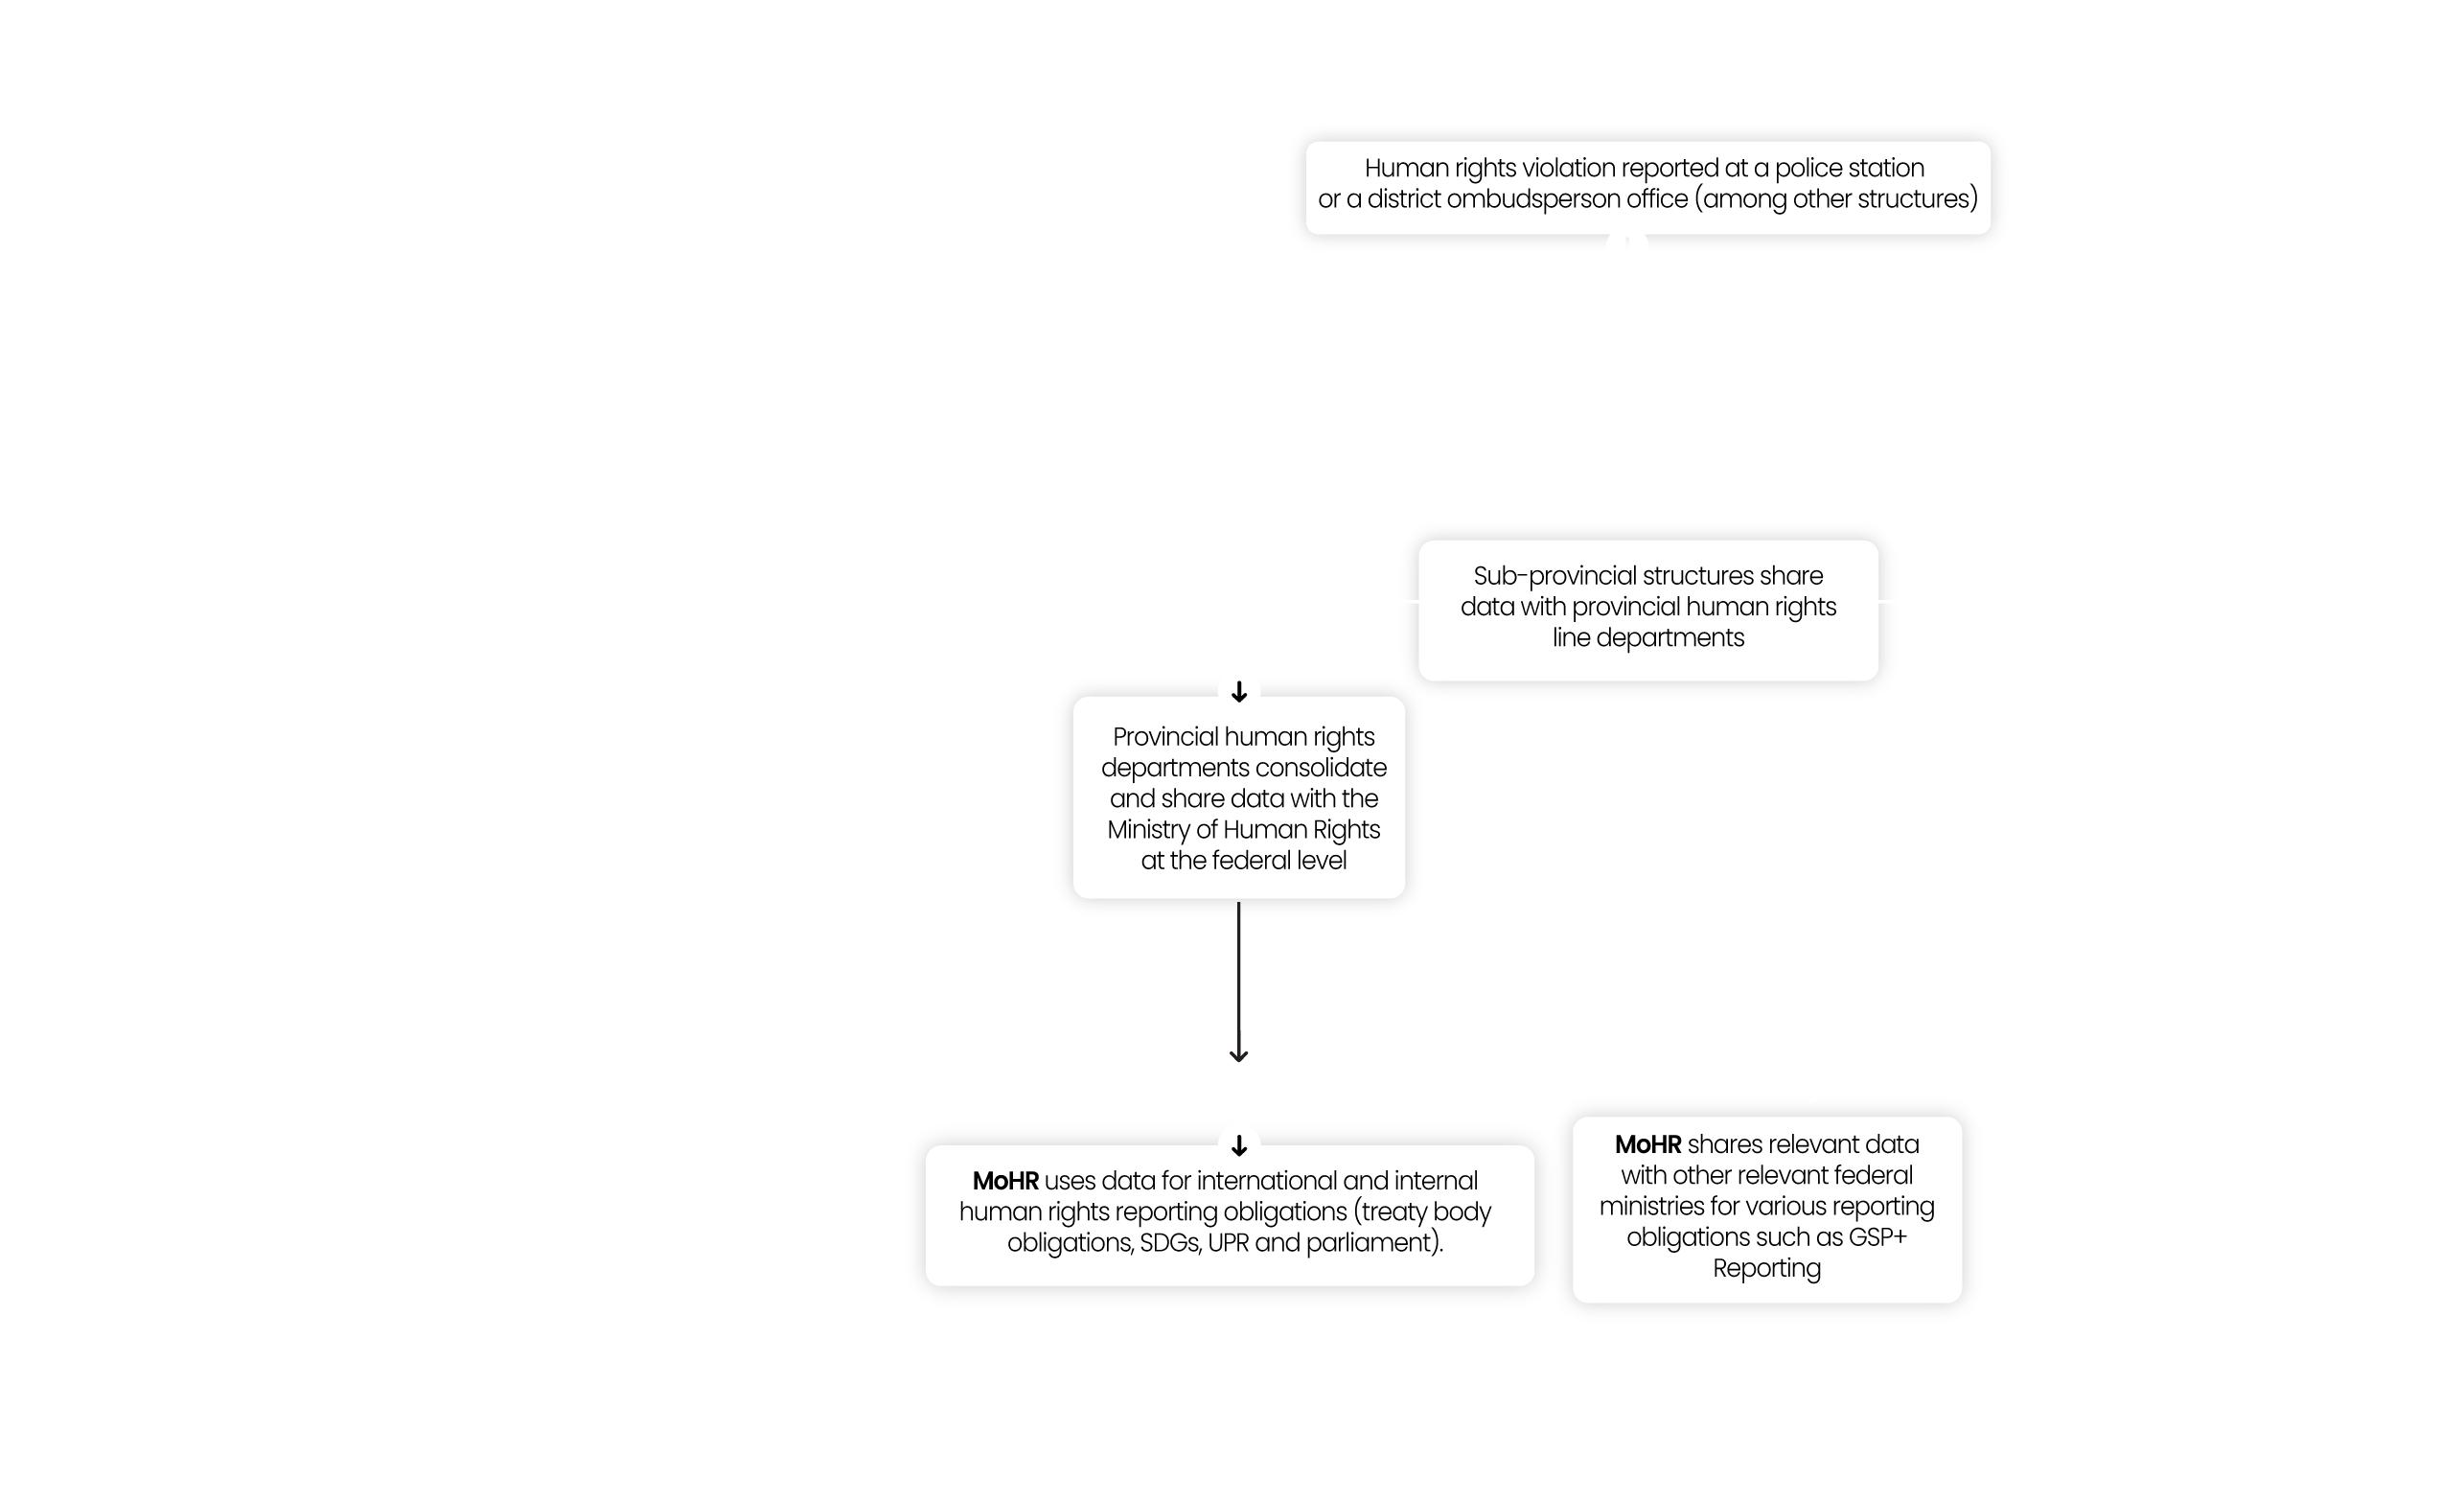 Human rights violation reported at a police station
or a district ombudsperson office (among other structures)
Sub-provincial structures share
data with provincial human rights
line departments
Provincial human rights
departments consolidate
and share data with the
Ministry of Human Rights
at the federal level
MoHR uses data for international and internal
human rights reporting obligations (treaty body
obligations, SDGs, UPR and parliament).
MoHR shares relevant data
with other relevant federal
ministries for various reporting
obligations such as GSP+
Reporting